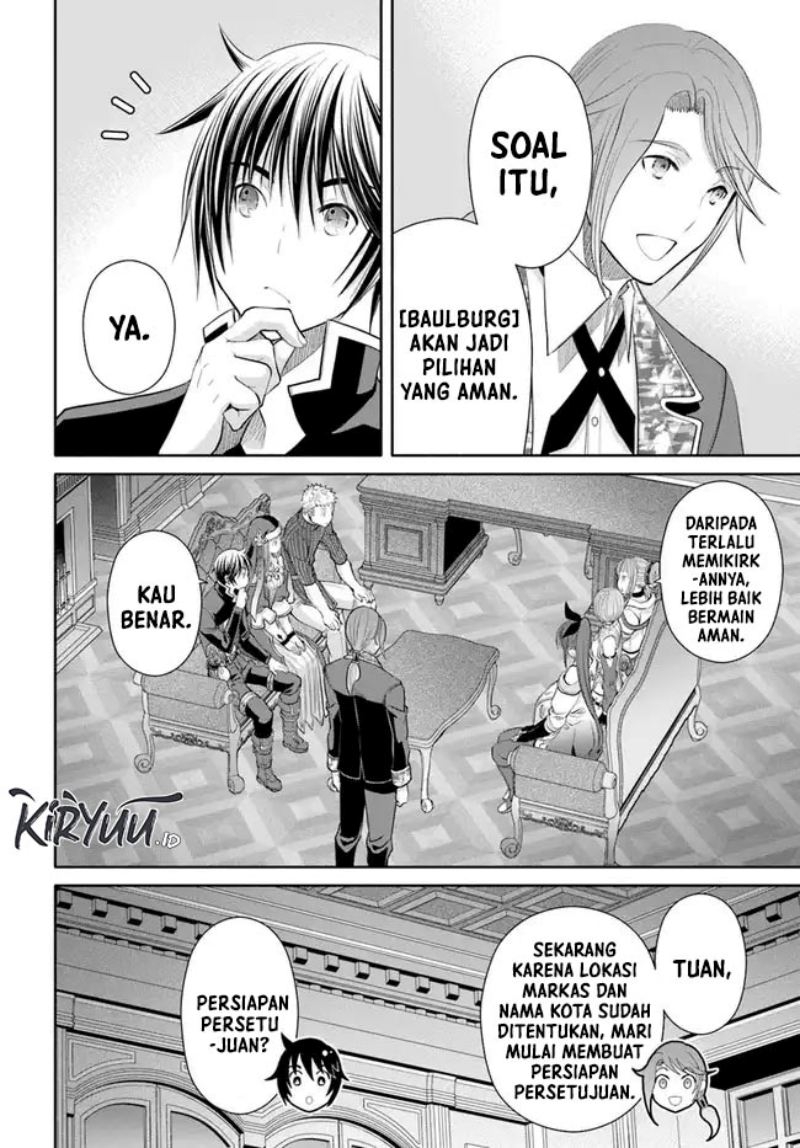 SOAL
ITU,
[BAULBURG]
AKAN JADI
PILIHAN
YANG AMAN.
YA.
DARIPADA
TERLALU
MEMIKIRK
-ANNYA,
LEBIH BAIK
BERMAIN
AMAN.
KAU
BENAR.
KIRYUU.ID
TUAN,
SEKARANG
KARENA LOKASI
MARKAS DAN
NAMA KOTA SUDAH
DITENTUKAN, MARI
MULAI MEMBUAT
PERSIAPAN
PERSETUJUAN.
PERSIAPAN
PERSETU
-JUAN?